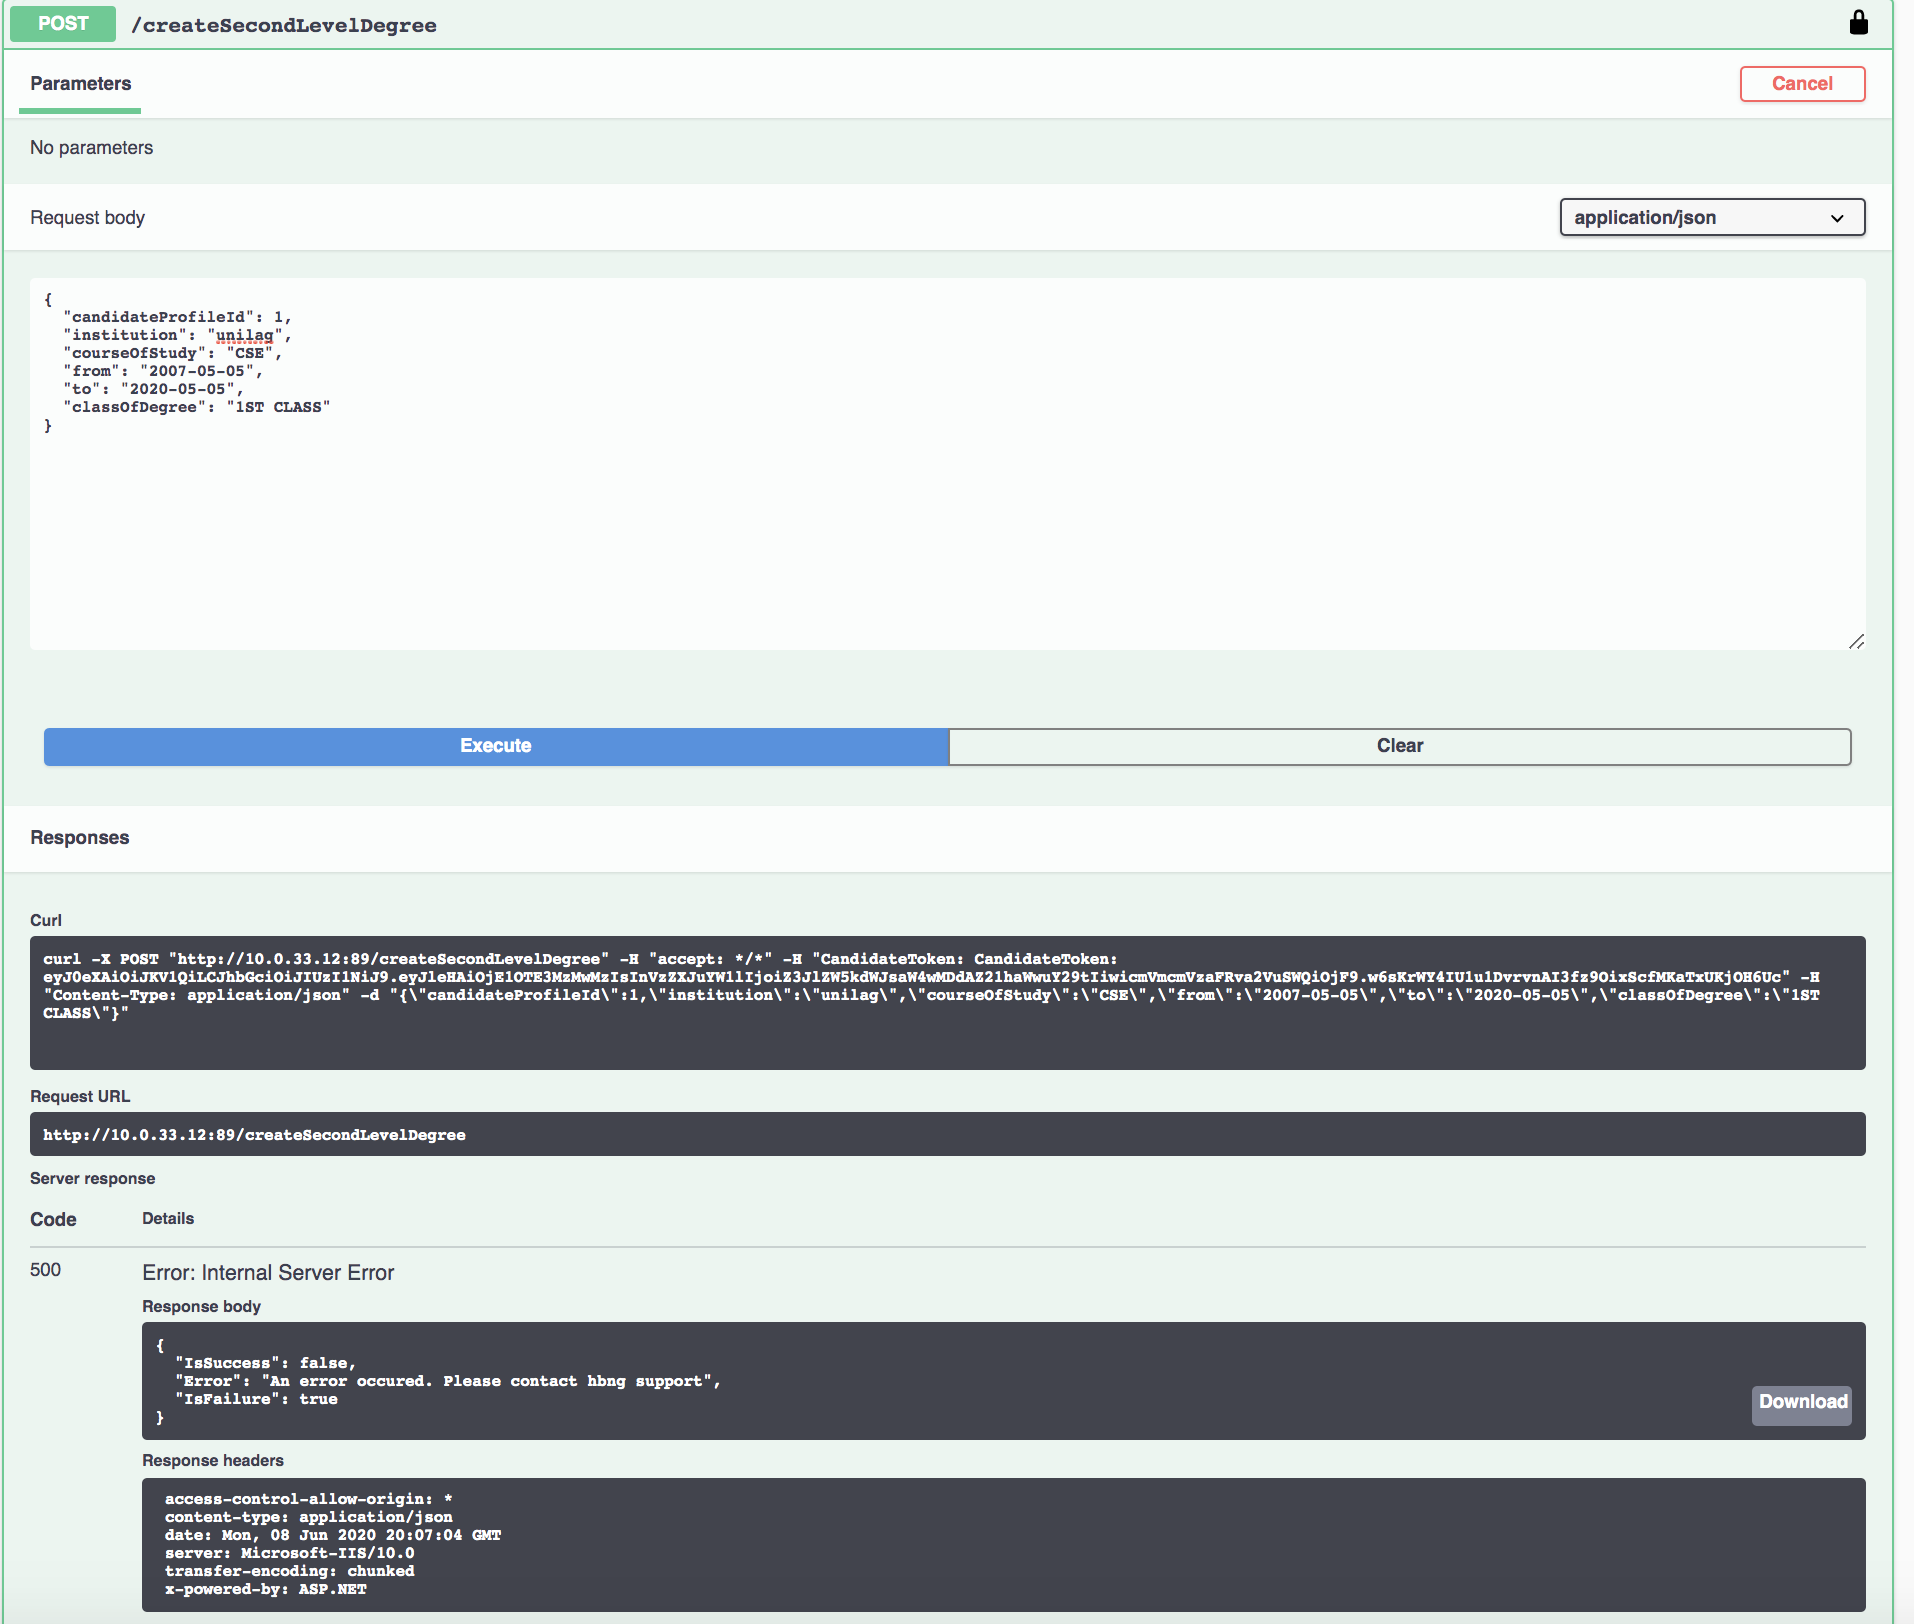 POST /createSecondLevelDegree
Parameters
Cancel
No parameters
Request body
application/json
{
"candidateProfileId": 1,
"institution": "unilag",
"courseOfStudy": "CSE",
"from": "2007-05-05",
"to": "2020-05-05",
"classOfDegree": "1ST CLASS"
}
Execute
Clear
Responses
Curl
curl -X POST "http://10.0.33.12:89/createSecondLevelDegree" -H "accept: */*" -H "CandidateToken: CandidateToken:
eyJ0eXAiOiJKV1QiLCJhbGciOiJIUzI1NiJ9.eyJleHAiOjE1OTE3MzMwMzIsInVzZXJuYW1lIjoiZ3JlZW5kdWJsaW4wMDdAZ21haWwuY29tIiwicmVmcmVzaFRva2VuSWQiOjF9.w6sKrWY4IU1u1DvrvnAI3fz9OixScfMKaTxUKjOH6Uc" -H
"Content-Type: application/json" -d "{\"candidateProfileId\":1,\"institution\":\"unilag\",\"courseOfStudy\":\"CSE\",\"from\":\"2007-05-05\",\"to\":\"2020-05-05\",\"classOfDegree\":\"1ST
CLASS\"}"
Request URL
http://10.0.33.12:89/createSecondLevelDegree
Server response
Code Details
500 Error: Internal Server Error
Response body
{
"IsSuccess": false,
"Error": "An error occured. Please contact hbng support",
"IsFailure": true
}
Download
Response headers
access-control-allow-origin: *
content-type: application/json
date: Mon, 08 Jun 2020 20:07:04 GMT
server: Microsoft-IIS/10.0
transfer-encoding: chunked
x-powered-by: ASP.NET